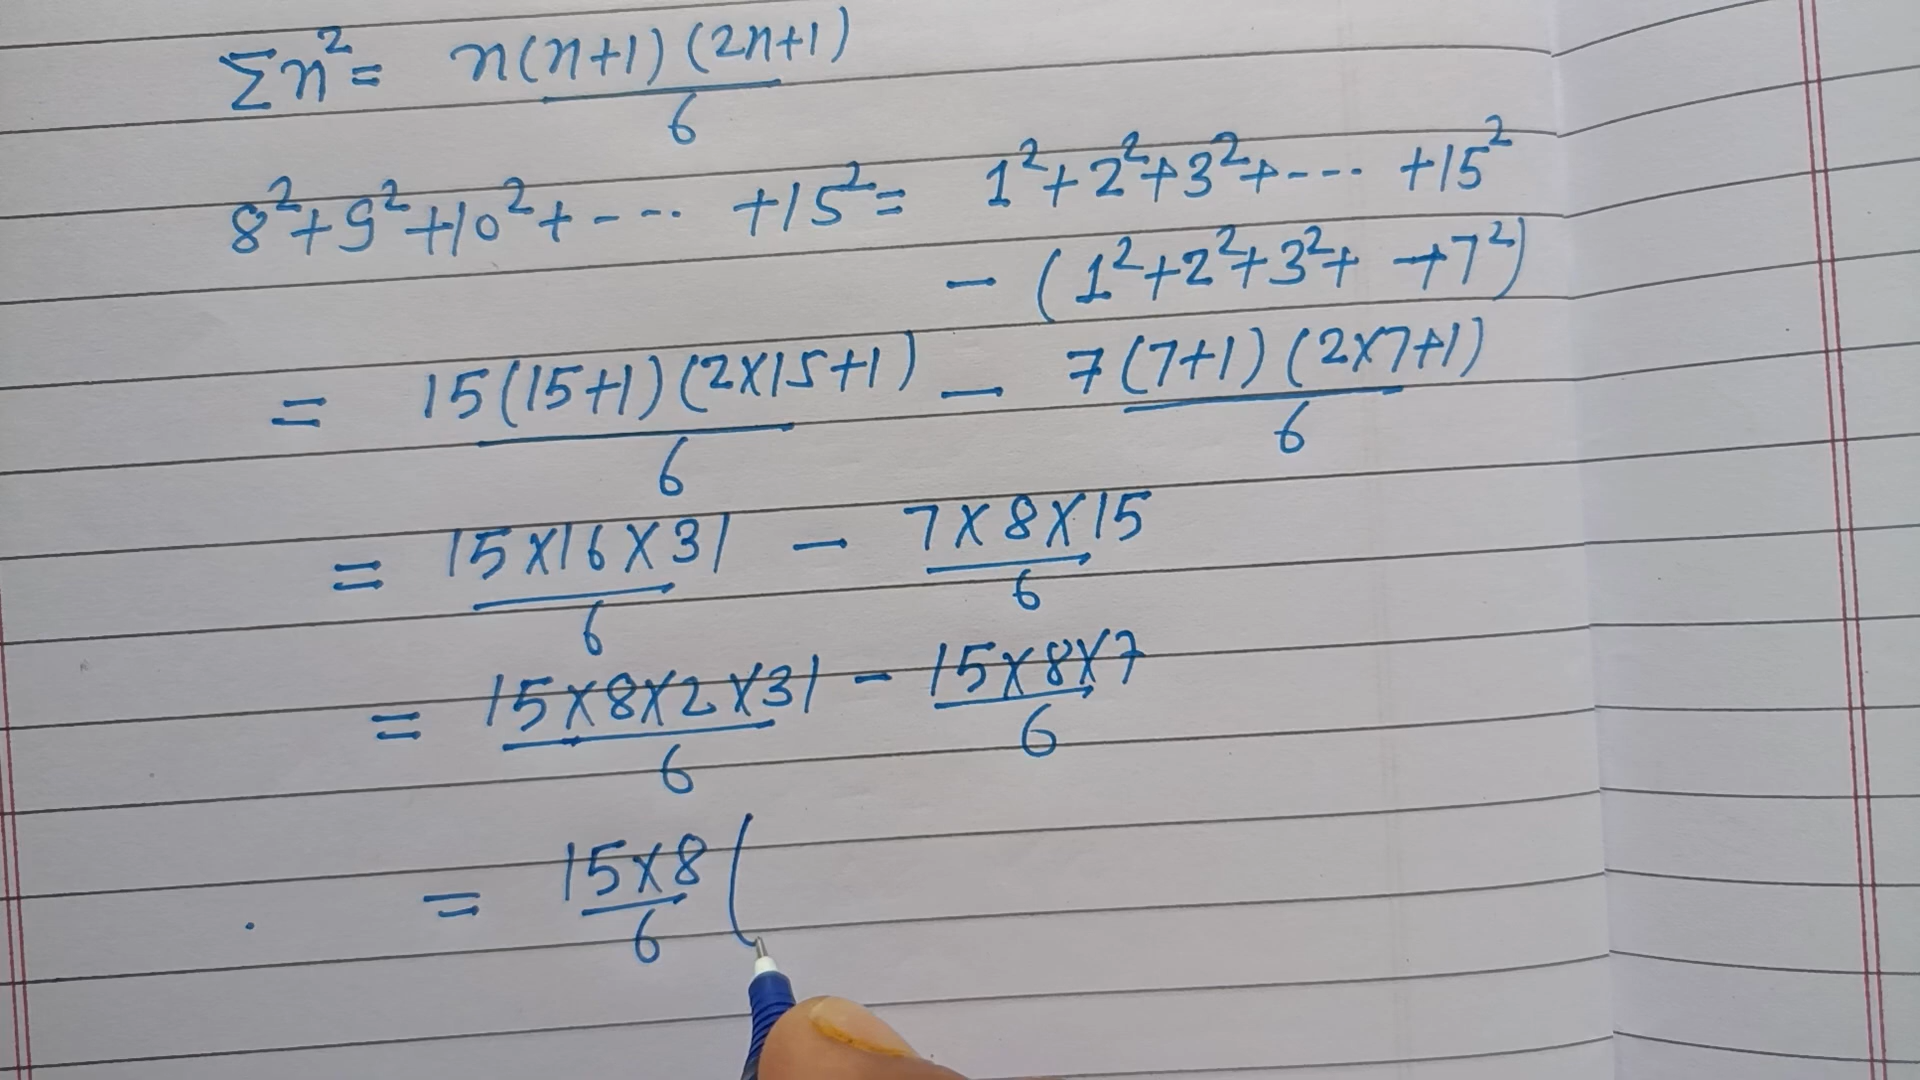 Σn² = n(n+1)(2n+1)/6
8²+9²+10²+--- +15² = 1²+2²+3²+--- +15²
- (1²+2²+3²+ →7²)
= 15(15+1)(2×15+1)/6 - 7(7+1)(2×7+1)/6
= 15×16×31/6 - 7×8×15/6
= 15×8×2×31/6 - 15×8×7/6
= 15×8/6 (